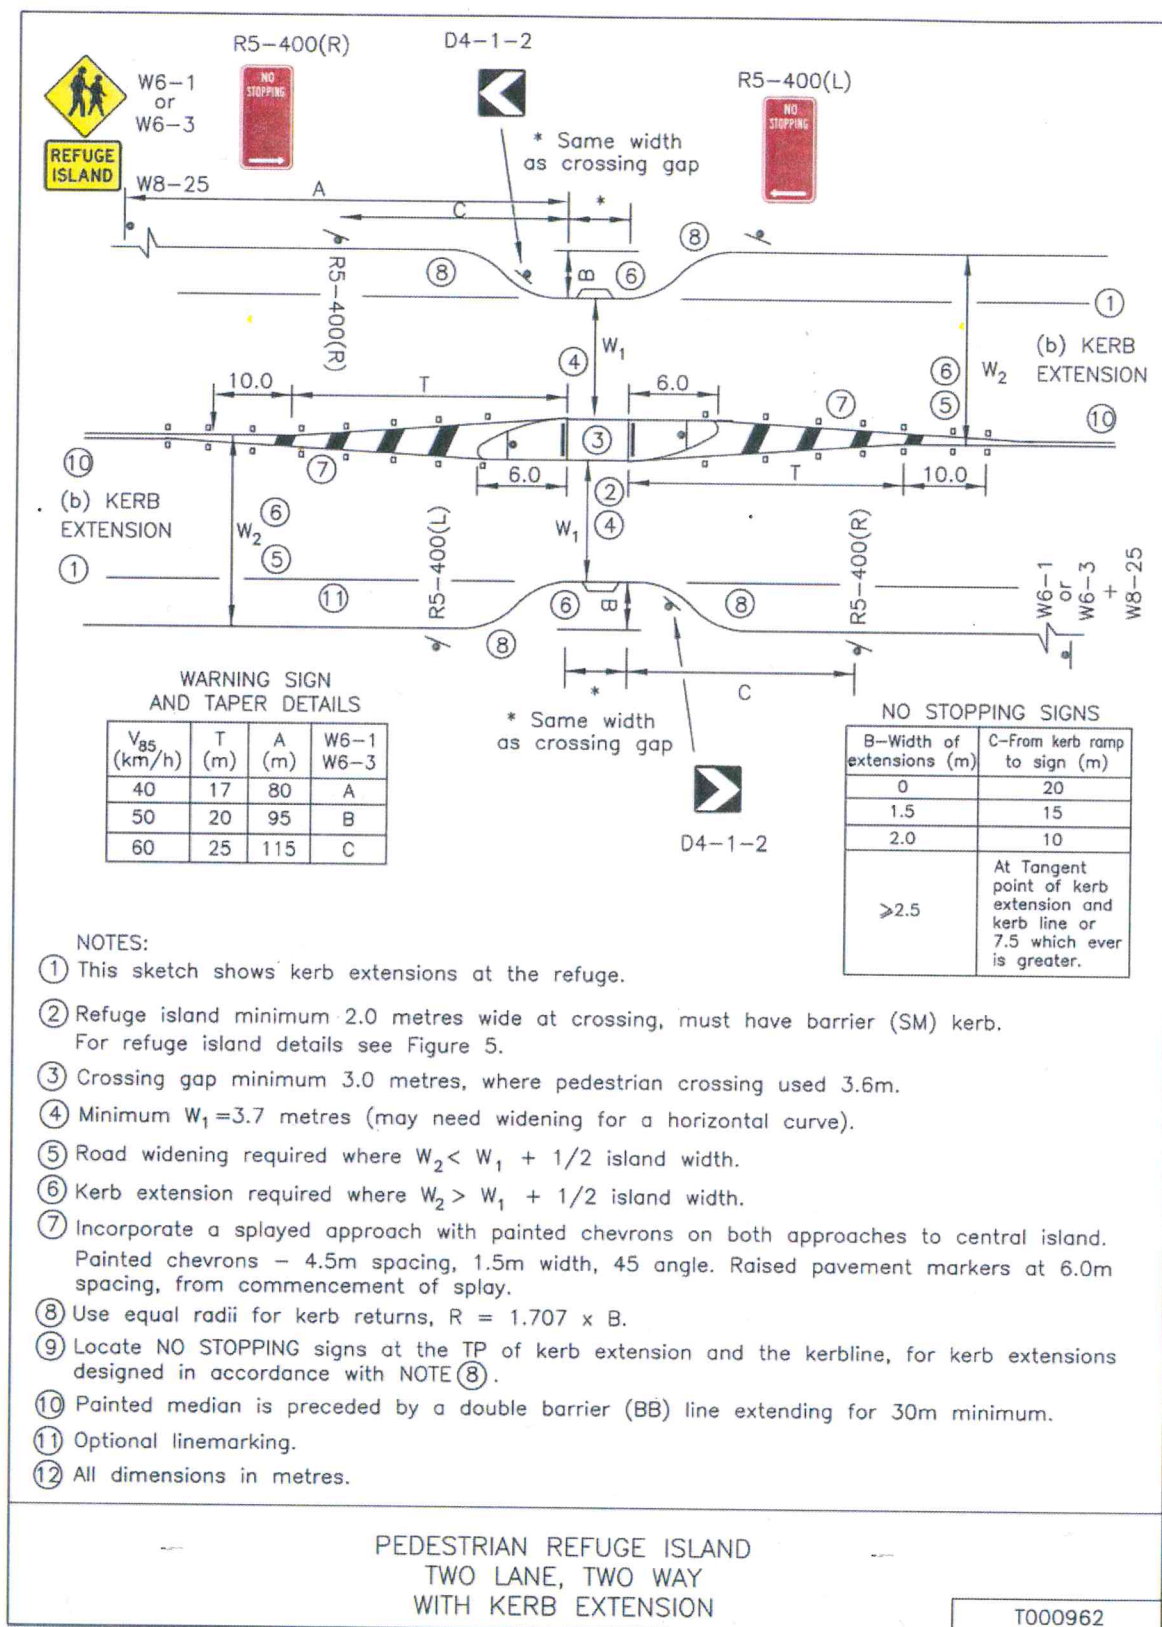 R5-400(R)
D4-1-2
R5-400(L)
W6-1
or
W6-3
NO
STOPPING
NO
STOPPING
REFUGE
ISLAND
W8-25
* Same width
as crossing gap
A
*
C
8
8
B
6
R5-400(R)
1
4
W1
(b) KERB
EXTENSION
6
W2
5
10.0
T
6.0
7
10
3
10
7
6.0
2
T
10.0
(b) KERB
EXTENSION
6
W2
5
W1
4
R5-400(L)
R5-400(R)
W6-1
or
W6-3
+
W8-25
1
11
6
B
8
8
*
C
* Same width
as crossing gap
D4-1-2
WARNING SIGN
AND TAPER DETAILS
V85 (km/h) T (m) A (m) W6-1 W6-3
40 17 80 A
50 20 95 B
60 25 115 C
NO STOPPING SIGNS
B-Width of extensions (m) C-From kerb ramp to sign (m)
0 20
1.5 15
2.0 10
⩾2.5 At Tangent
point of kerb
extension and
kerb line or
7.5 which ever
is greater.
NOTES:
1 This sketch shows kerb extensions at the refuge.
2 Refuge island minimum 2.0 metres wide at crossing, must have barrier (SM) kerb.
For refuge island details see Figure 5.
3 Crossing gap minimum 3.0 metres, where pedestrian crossing used 3.6m.
4 Minimum W1 =3.7 metres (may need widening for a horizontal curve).
5 Road widening required where W2 < W1 + 1/2 island width.
6 Kerb extension required where W2 > W1 + 1/2 island width.
7 Incorporate a splayed approach with painted chevrons on both approaches to central island.
Painted chevrons – 4.5m spacing, 1.5m width, 45 angle. Raised pavement markers at 6.0m
spacing, from commencement of splay.
8 Use equal radii for kerb returns, R = 1.707 x B.
9 Locate NO STOPPING signs at the TP of kerb extension and the kerbline, for kerb extensions
designed in accordance with NOTE 8.
10 Painted median is preceded by a double barrier (BB) line extending for 30m minimum.
11 Optional linemarking.
12 All dimensions in metres.
PEDESTRIAN REFUGE ISLAND
TWO LANE, TWO WAY
WITH KERB EXTENSION
T000962